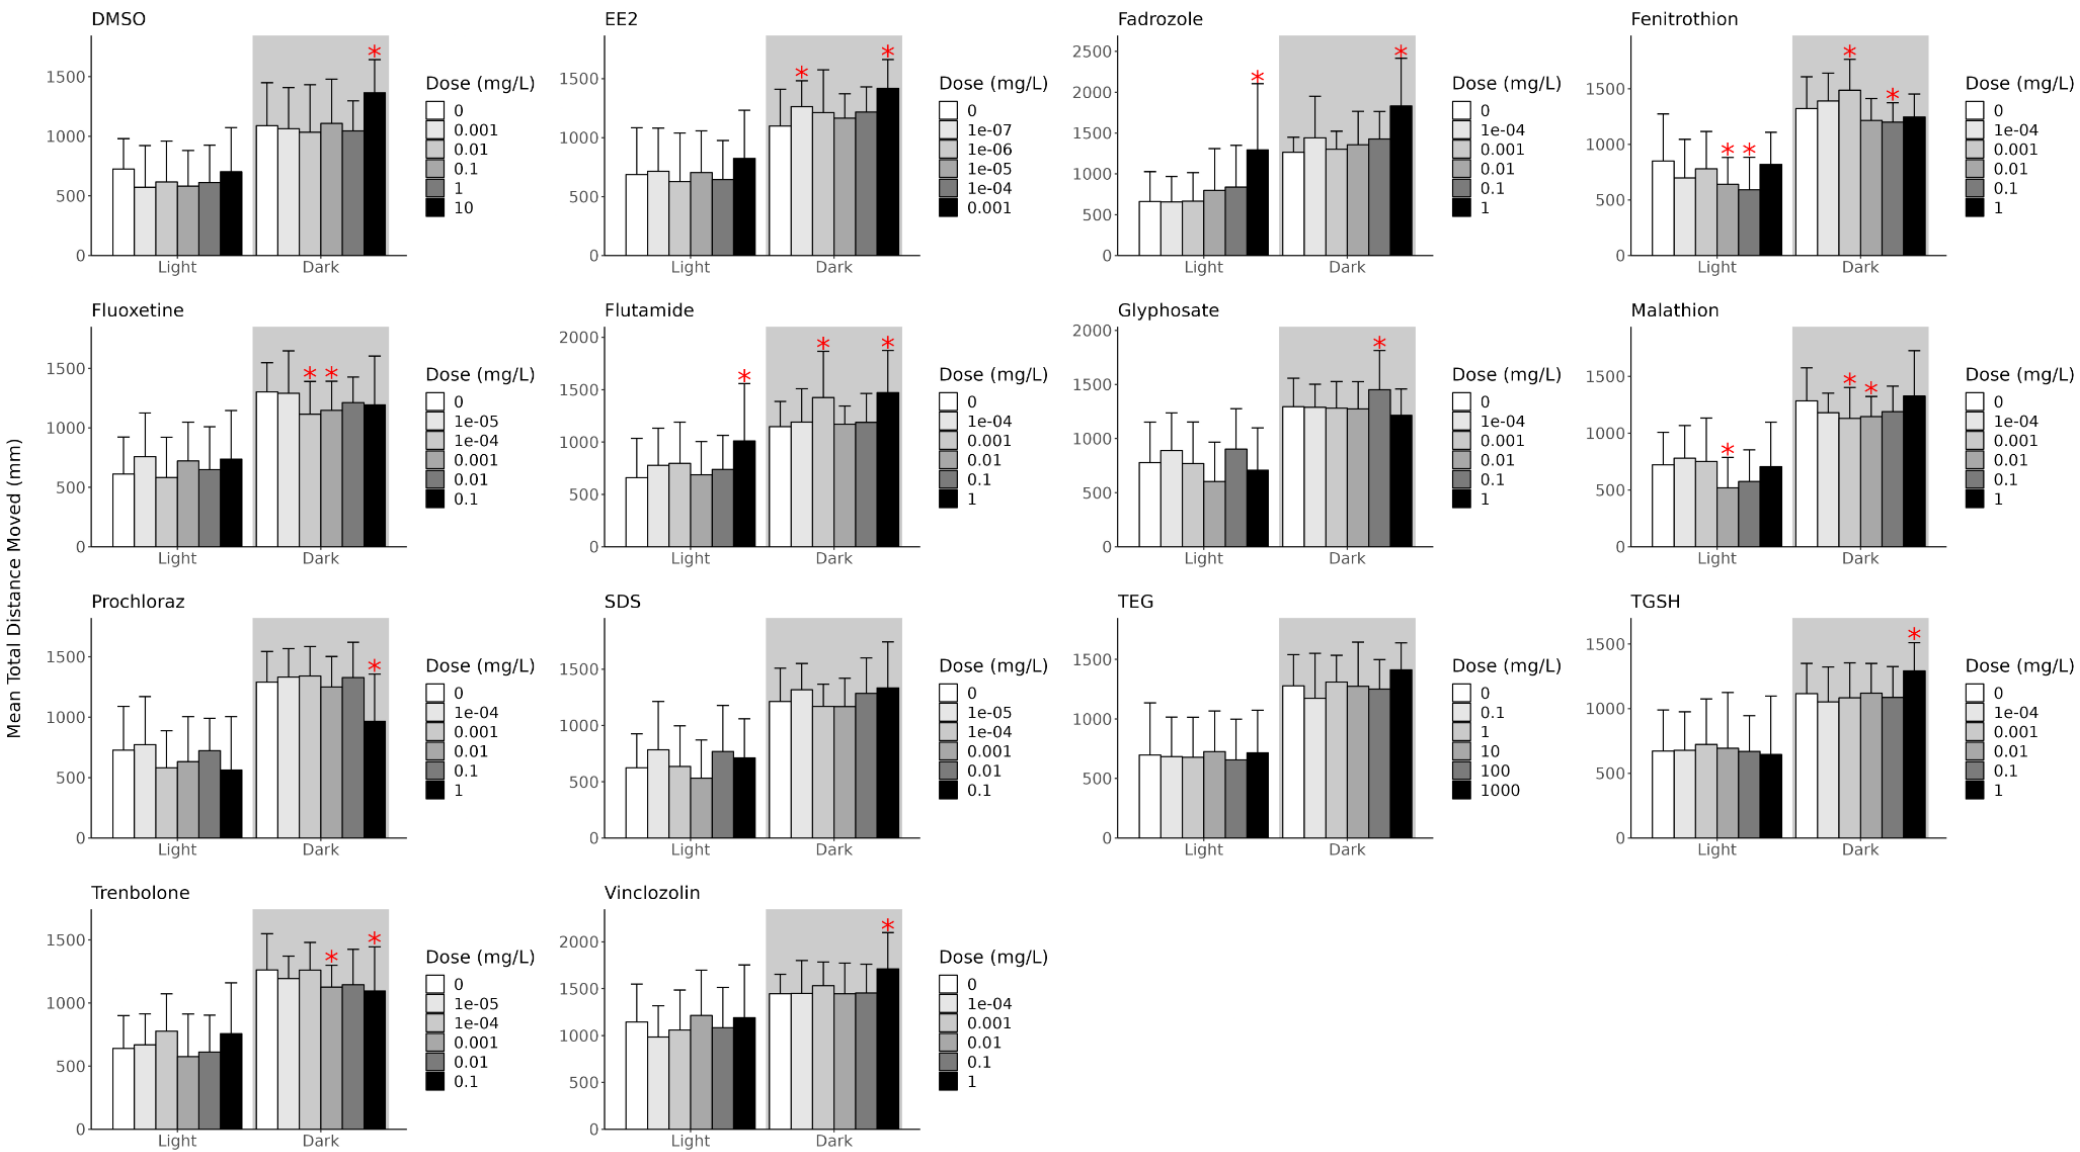 Mean Total Distance Moved (mm)
DMSO
1500
1000
500
0
Light Dark
Dose (mg/L)
0
0.001
0.01
0.1
1
10
EE2
1500
1000
500
0
Light Dark
Dose (mg/L)
0
1e-07
1e-06
1e-05
1e-04
0.001
Fadrozole
2500
2000
1500
1000
500
0
Light Dark
Dose (mg/L)
0
1e-04
0.001
0.01
0.1
1
Fenitrothion
1500
1000
500
0
Light Dark
Dose (mg/L)
0
1e-04
0.001
0.01
0.1
1
Fluoxetine
1500
1000
500
0
Light Dark
Dose (mg/L)
0
1e-05
1e-04
0.001
0.01
0.1
Flutamide
2000
1500
1000
500
0
Light Dark
Dose (mg/L)
0
1e-04
0.001
0.01
0.1
1
Glyphosate
2000
1500
1000
500
0
Light Dark
Dose (mg/L)
0
1e-04
0.001
0.01
0.1
1
Malathion
1500
1000
500
0
Light Dark
Dose (mg/L)
0
1e-04
0.001
0.01
0.1
1
Prochloraz
1500
1000
500
0
Light Dark
Dose (mg/L)
0
1e-04
0.001
0.01
0.1
1
SDS
1500
1000
500
0
Light Dark
Dose (mg/L)
0
1e-05
1e-04
0.001
0.01
0.1
TEG
1500
1000
500
0
Light Dark
Dose (mg/L)
0
0.1
1
10
100
1000
TGSH
1500
1000
500
0
Light Dark
Dose (mg/L)
0
1e-04
0.001
0.01
0.1
1
Trenbolone
1500
1000
500
0
Light Dark
Dose (mg/L)
0
1e-05
1e-04
0.001
0.01
0.1
Vinclozolin
2000
1500
1000
500
0
Light Dark
Dose (mg/L)
0
1e-04
0.001
0.01
0.1
1